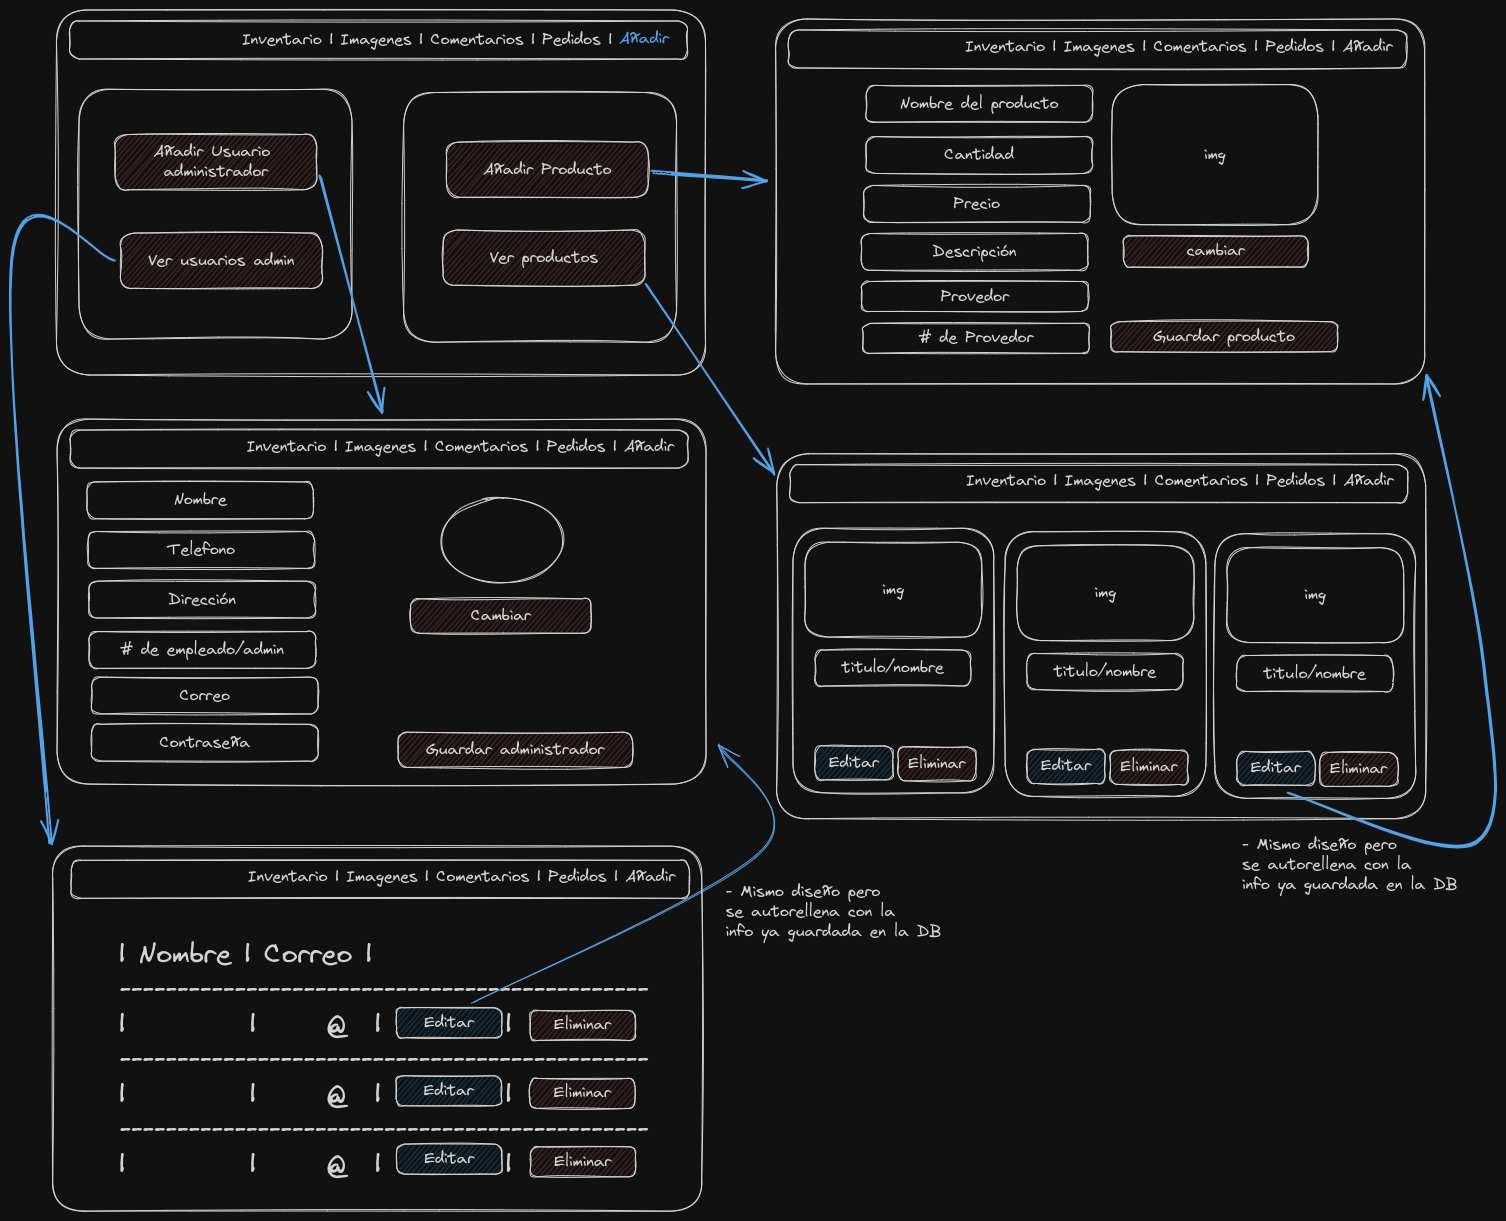 Inventario | Imagenes | Comentarios | Pedidos | Añadir
Añadir Usuario
administrador
Ver usuarios admin
Añadir Producto
Ver productos
Inventario | Imagenes | Comentarios | Pedidos | Añadir
Nombre del producto
Cantidad
Precio
Descripción
Provedor
# de Provedor
img
cambiar
Guardar producto
Inventario | Imagenes | Comentarios | Pedidos | Añadir
Nombre
Telefono
Dirección
# de empleado/admin
Correo
Contraseña
Cambiar
Guardar administrador
Inventario | Imagenes | Comentarios | Pedidos | Añadir
img
titulo/nombre
Editar
Eliminar
img
titulo/nombre
Editar
Eliminar
img
titulo/nombre
Editar
Eliminar
- Mismo diseño pero
se autorellena con la
info ya guardada en la DB
Inventario | Imagenes | Comentarios | Pedidos | Añadir
| Nombre | Correo |
------------------------------------------------
| | @ | Editar | Eliminar
------------------------------------------------
| | @ | Editar | Eliminar
------------------------------------------------
| | @ | Editar | Eliminar
- Mismo diseño pero
se autorellena con la
info ya guardada en la DB